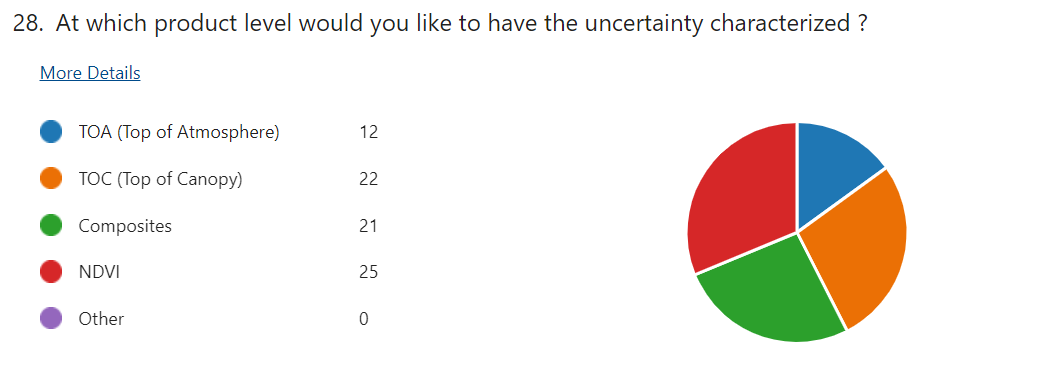 28. At which product level would you like to have the uncertainty characterized ?
More Details
TOA (Top of Atmosphere) 12
TOC (Top of Canopy) 22
Composites 21
NDVI 25
Other 0